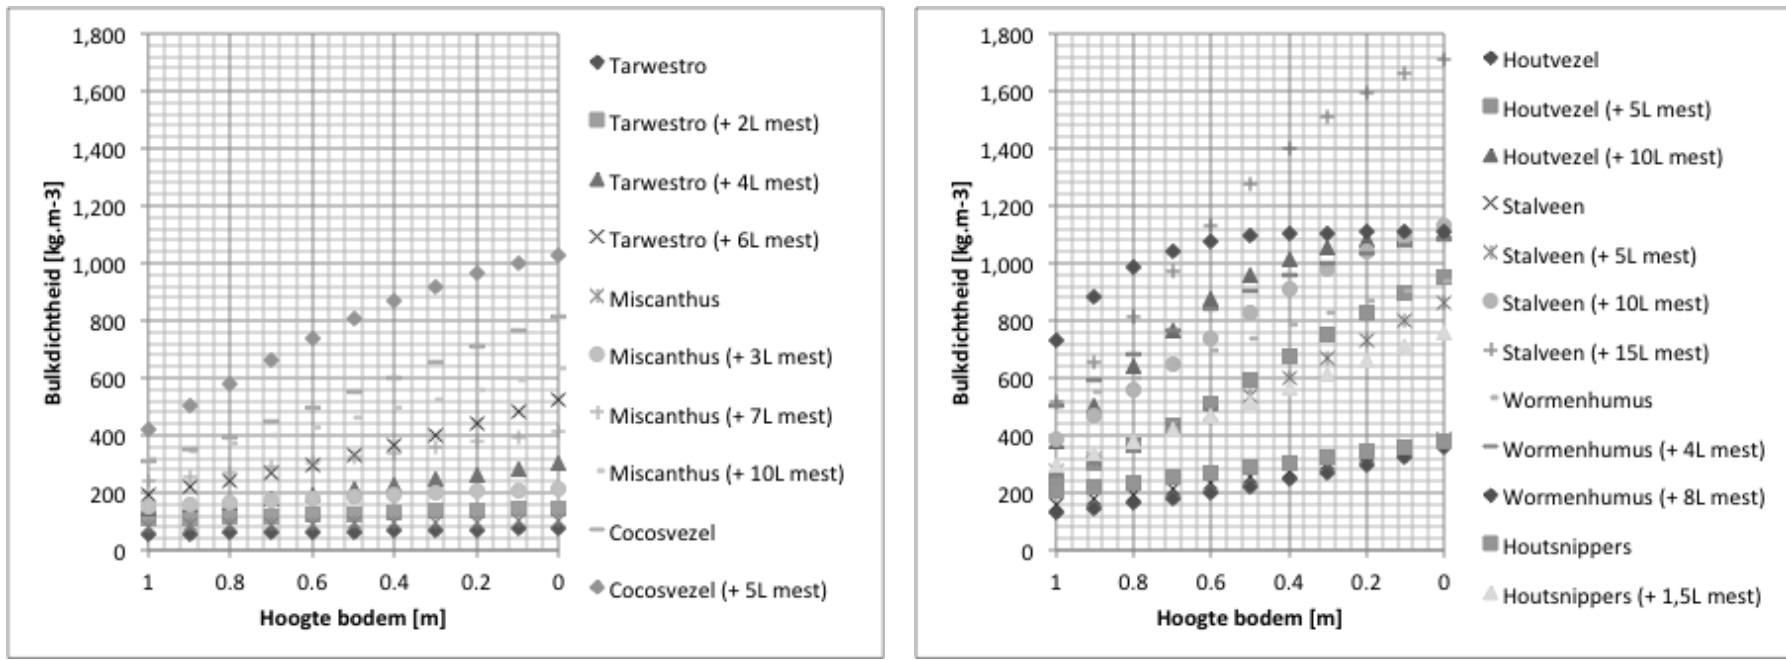 1,800
1,600
1,400
1,200
1,000
800
600
400
200
0
Bulkdichtheid [kg.m-3]
1 0.8 0.6 0.4 0.2 0
Hoogte bodem [m]
Tarwestro
Tarwestro (+ 2L mest)
Tarwestro (+ 4L mest)
Tarwestro (+ 6L mest)
Miscanthus
Miscanthus (+ 3L mest)
Miscanthus (+ 7L mest)
Miscanthus (+ 10L mest)
Cocosvezel
Cocosvezel (+ 5L mest)
1,800
1,600
1,400
1,200
1,000
800
600
400
200
0
Bulkdichtheid [kg.m-3]
1 0.8 0.6 0.4 0.2 0
Hoogte bodem [m]
Houtvezel
Houtvezel (+ 5L mest)
Houtvezel (+ 10L mest)
Stalveen
Stalveen (+ 5L mest)
Stalveen (+ 10L mest)
Stalveen (+ 15L mest)
Wormenhumus
Wormenhumus (+ 4L mest)
Wormenhumus (+ 8L mest)
Houtsnippers
Houtsnippers (+ 1,5L mest)